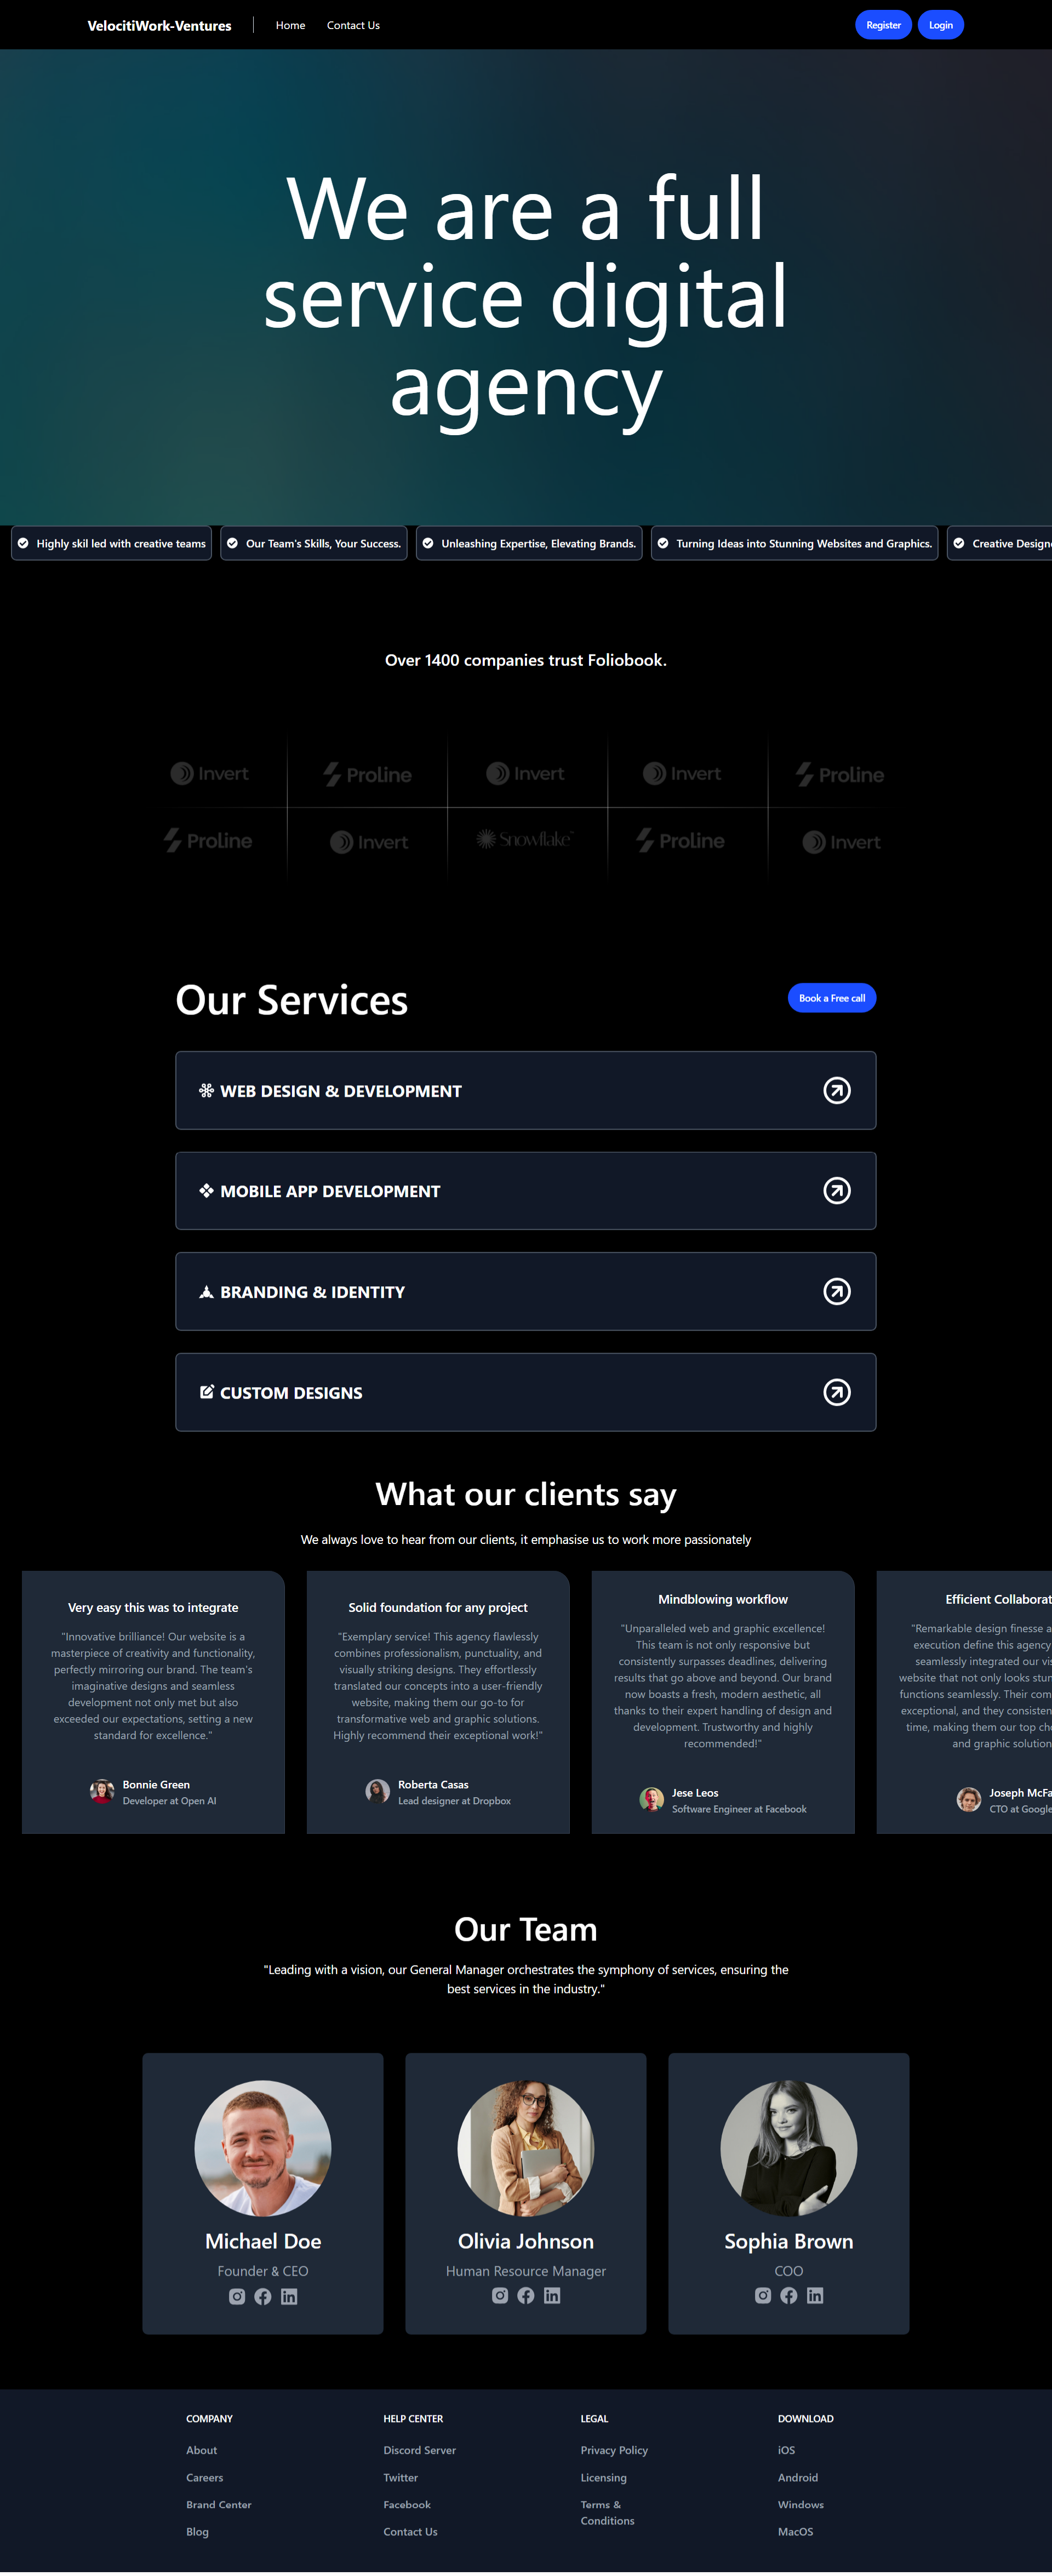 VelocitiWork-Ventures
Home
Contact Us
Register
Login
We are a full
service digital
agency
Highly skil led with creative teams
Our Team's Skills, Your Success.
Unleashing Expertise, Elevating Brands.
Turning Ideas into Stunning Websites and Graphics.
Creative Design
Over 1400 companies trust Foliobook.
Invert
Proline
Invert
Invert
Proline
Proline
Invert
Snowflake
Proline
Invert
Our Services
Book a Free call
WEB DESIGN & DEVELOPMENT
MOBILE APP DEVELOPMENT
BRANDING & IDENTITY
CUSTOM DESIGNS
What our clients say
We always love to hear from our clients, it emphasise us to work more passionately
Very easy this was to integrate
"Innovative brilliance! Our website is a
masterpiece of creativity and functionality,
perfectly mirroring our brand. The team's
imaginative designs and seamless
development not only met but also
exceeded our expectations, setting a new
standard for excellence."
Bonnie Green
Developer at Open AI
Solid foundation for any project
"Exemplary service! This agency flawlessly
combines professionalism, punctuality, and
visually striking designs. They effortlessly
translated our concepts into a user-friendly
website, making them our go-to for
transformative web and graphic solutions.
Highly recommend their exceptional work!"
Roberta Casas
Lead designer at Dropbox
Mindblowing workflow
"Unparalleled web and graphic excellence!
This team is not only responsive but
consistently surpasses deadlines, delivering
results that go above and beyond. Our brand
now boasts a fresh, modern aesthetic, all
thanks to their expert handling of design and
development. Trustworthy and highly
recommended!"
Jese Leos
Software Engineer at Facebook
Efficient Collaborat
"Remarkable design finesse a
execution define this agency
seamlessly integrated our vis
website that not only looks stur
functions seamlessly. Their com
exceptional, and they consisten
time, making them our top cho
and graphic solution
Joseph McFa
CTO at Google
Our Team
"Leading with a vision, our General Manager orchestrates the symphony of services, ensuring the
best services in the industry."
Michael Doe
Founder & CEO
Olivia Johnson
Human Resource Manager
Sophia Brown
COO
COMPANY
About
Careers
Brand Center
Blog
HELP CENTER
Discord Server
Twitter
Facebook
Contact Us
LEGAL
Privacy Policy
Licensing
Terms &
Conditions
DOWNLOAD
iOS
Android
Windows
MacOS